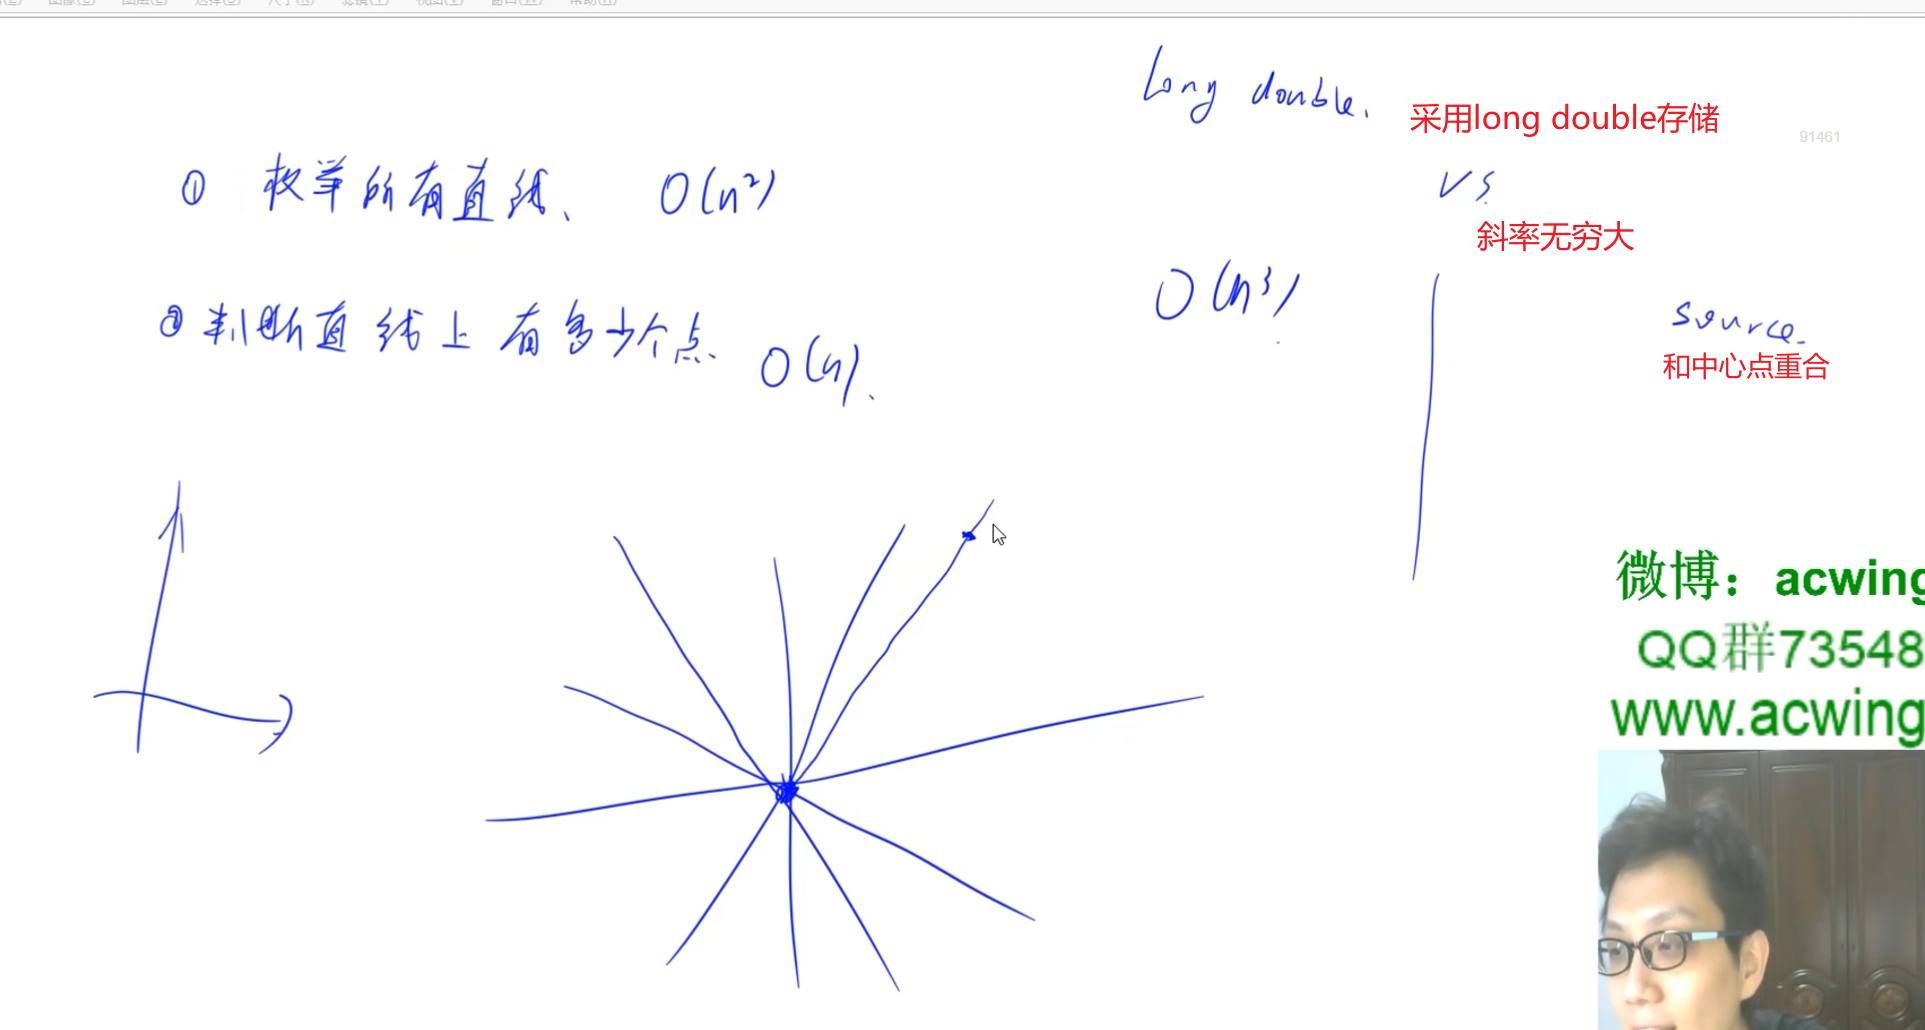 long double.
采用long double存储
91461
① 枚举所有直线、 O(n²)
vs.
斜率无穷大
② 判断直线上有多少个点、 O(n).
O(n³)
source.
和中心点重合
微博：acwing
QQ群73548
www.acwing